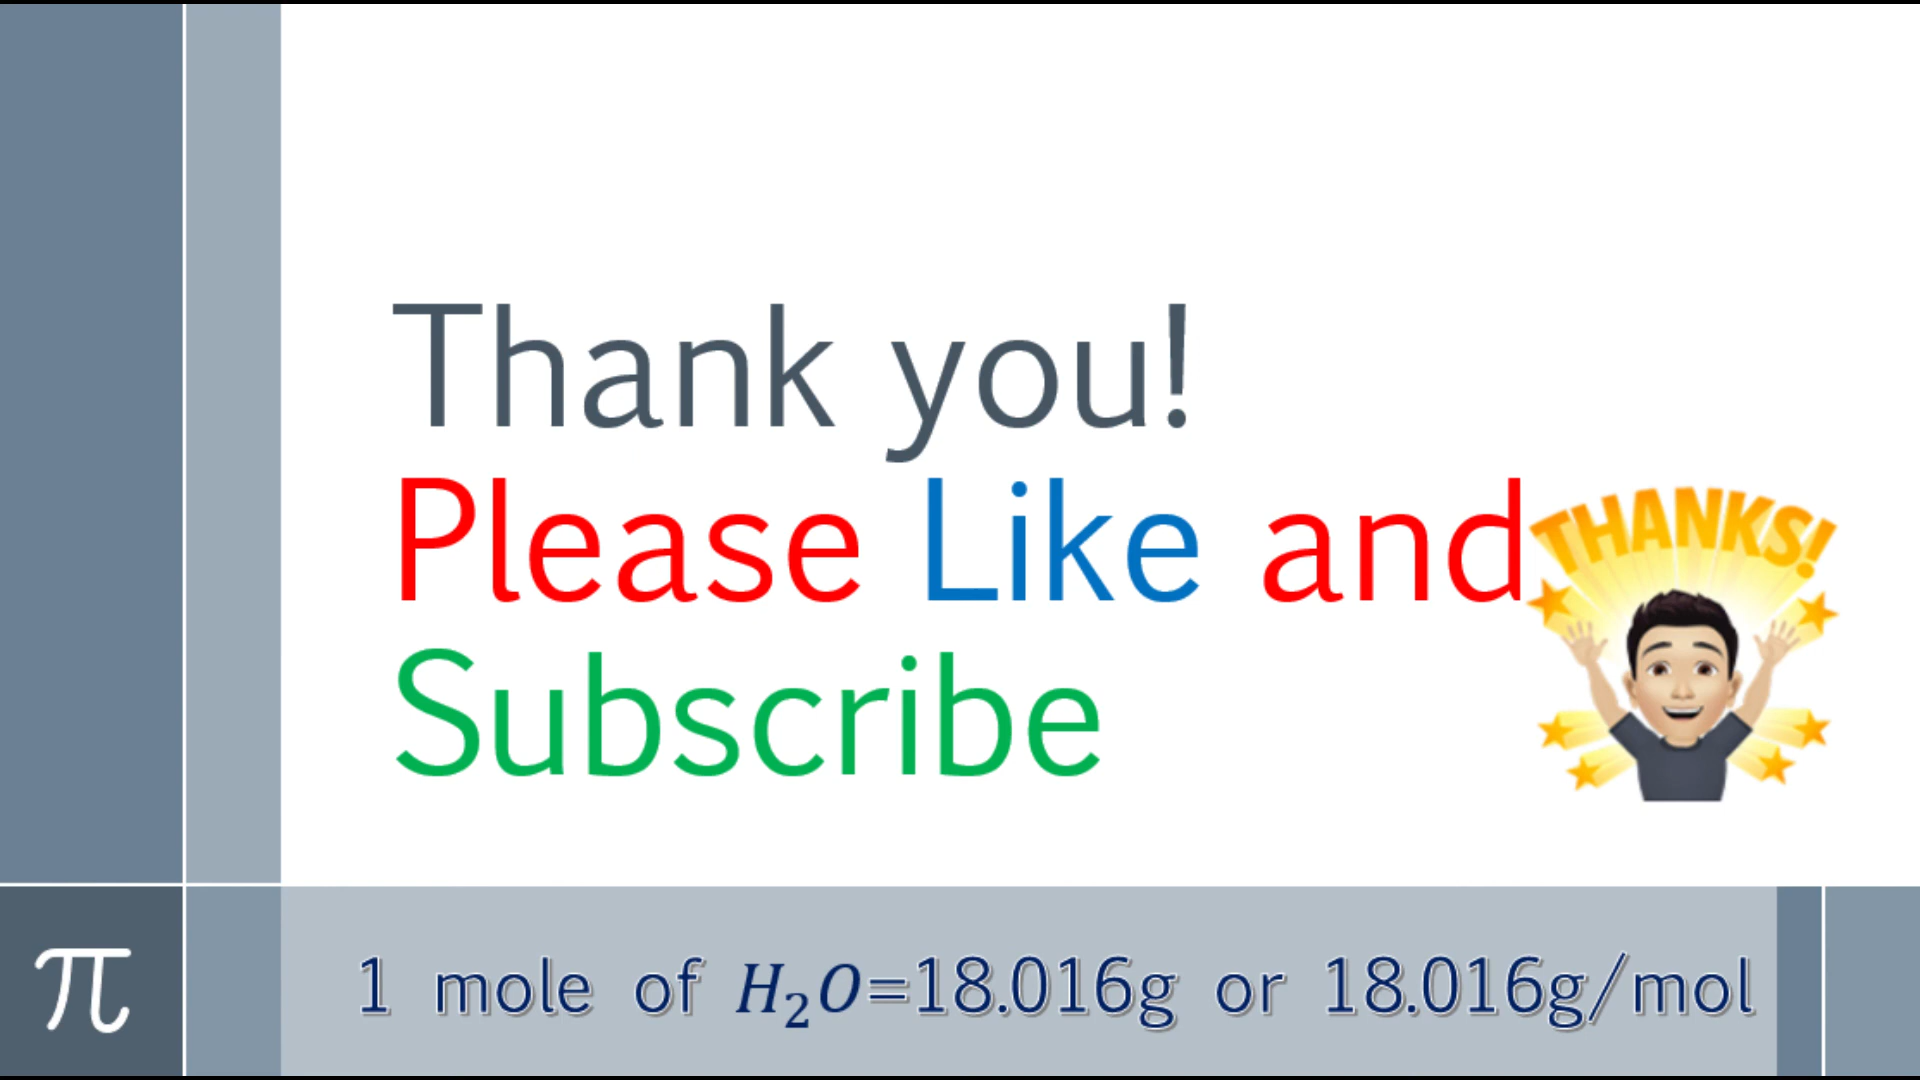 Thank you!
Please Like and
THANKS!
Subscribe
π
1 mole of H₂O=18.016g or 18.016g/mol